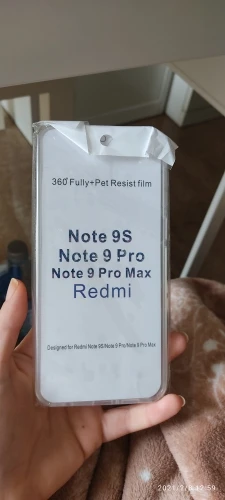 360°Fully+Pet Resist film
Note 9S
Note 9 Pro
Note 9 Pro Max
Redmi
Designed for Redmi Note 9S/Note 9 Pro/Note 9 Pro Max